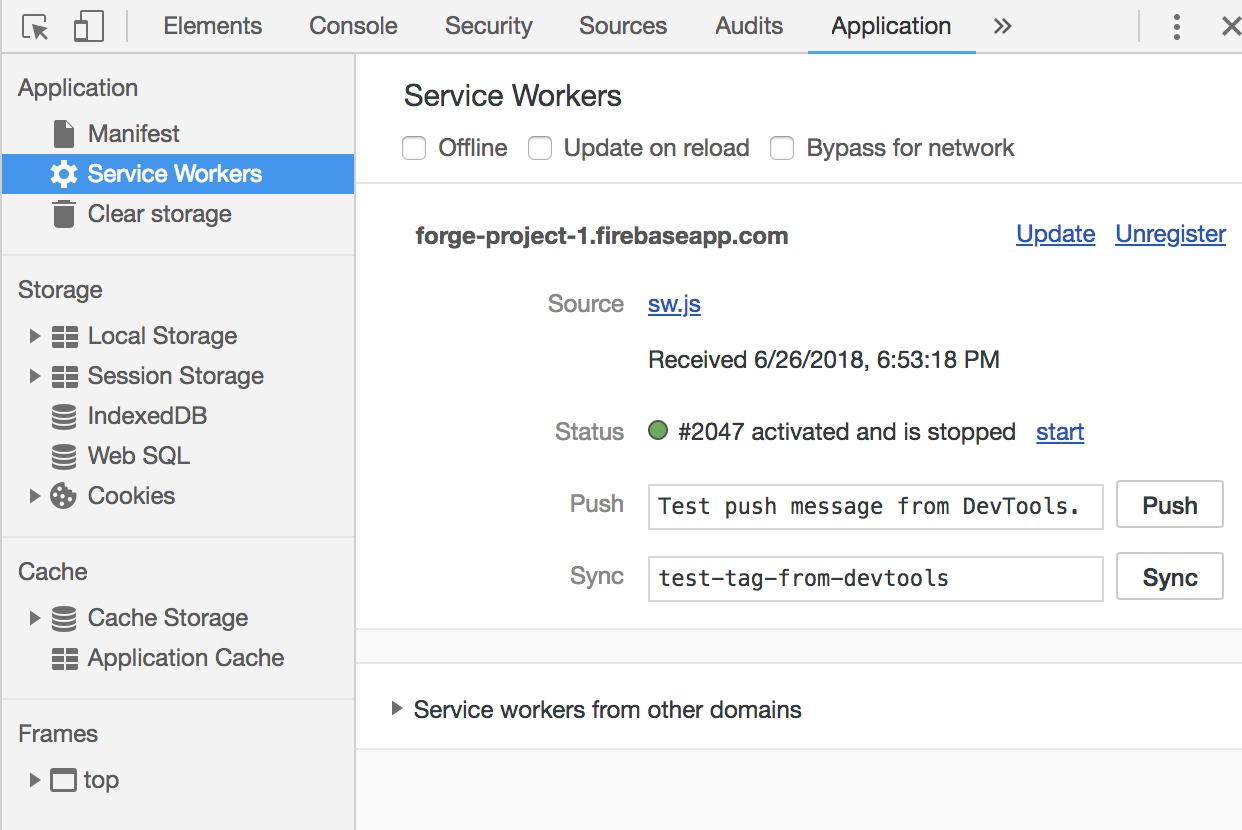 Elements Console Security Sources Audits Application
Application
Manifest
Service Workers
Clear storage
Storage
Local Storage
Session Storage
IndexedDB
Web SQL
Cookies
Cache
Cache Storage
Application Cache
Frames
top
Service Workers
Offline Update on reload Bypass for network
forge-project-1.firebaseapp.com Update Unregister
Source sw.js
Received 6/26/2018, 6:53:18 PM
Status #2047 activated and is stopped start
Push Test push message from DevTools. Push
Sync test-tag-from-devtools Sync
Service workers from other domains